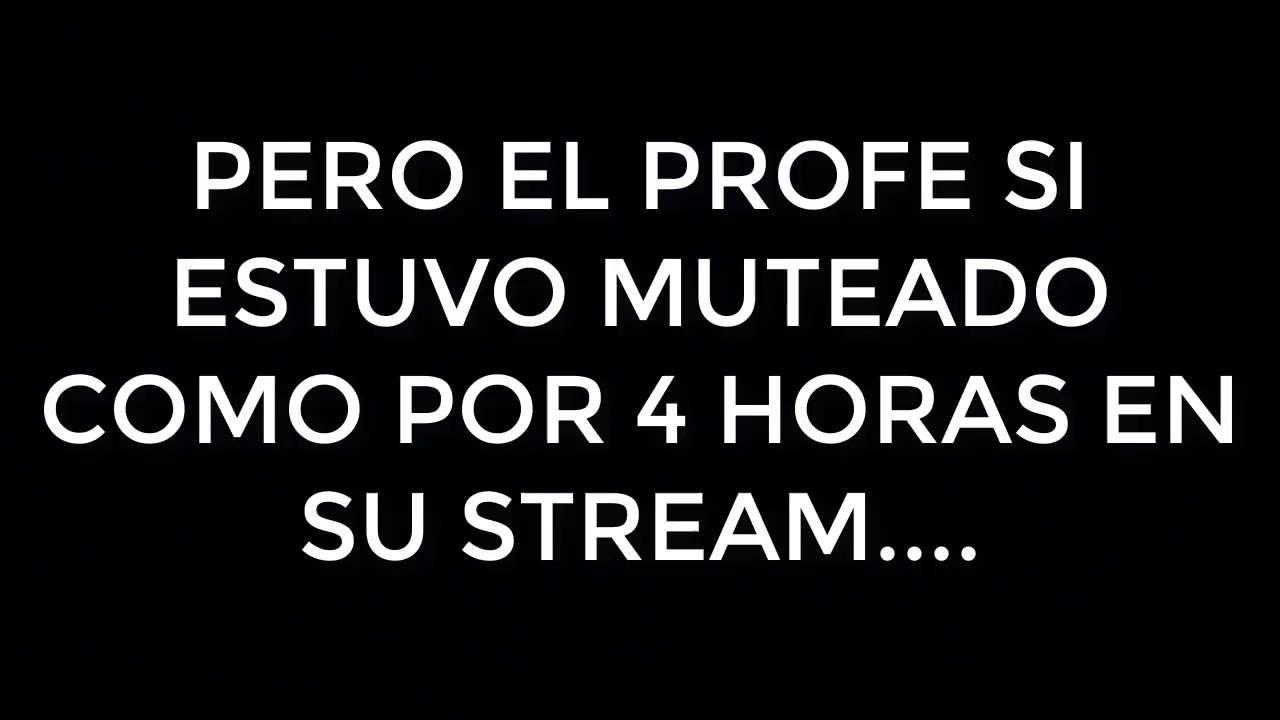 PERO EL PROFE SI
ESTUVO MUTEADO
COMO POR 4 HORAS EN
SU STREAM....